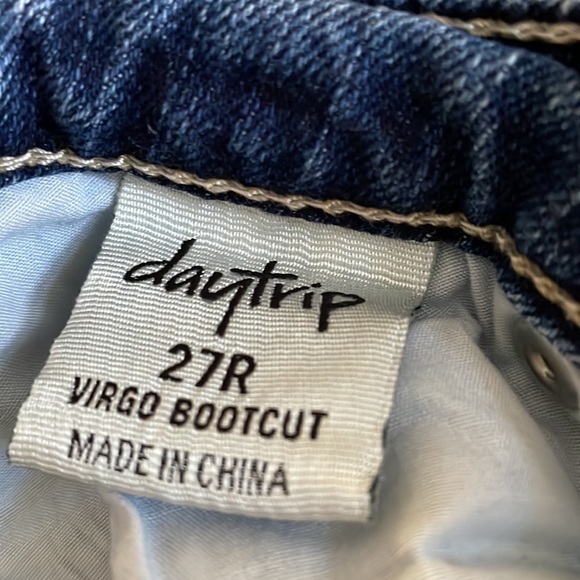 daytrip
27R
VIRGO BOOTCUT
MADE IN CHINA